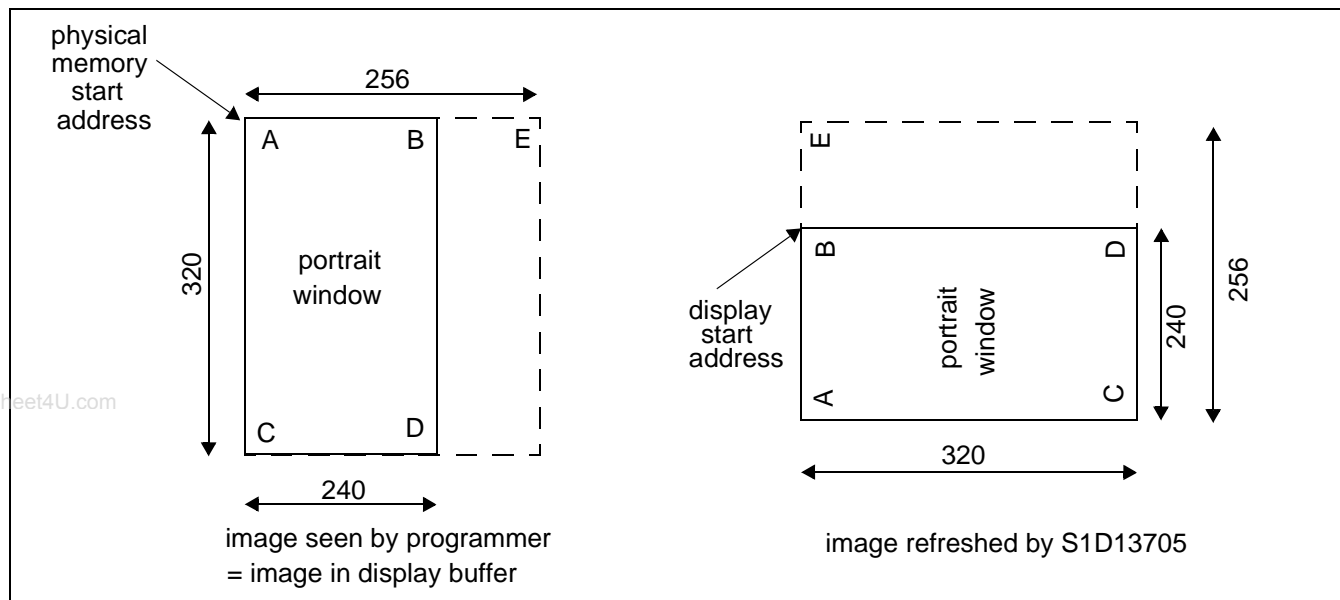 physical
memory
start
address
256
A
B
E
320
portrait
window
C
D
240
image seen by programmer
= image in display buffer
E
B
D
display
start
address
portrait
window
A
C
240
256
320
image refreshed by S1D13705
heet4U.com